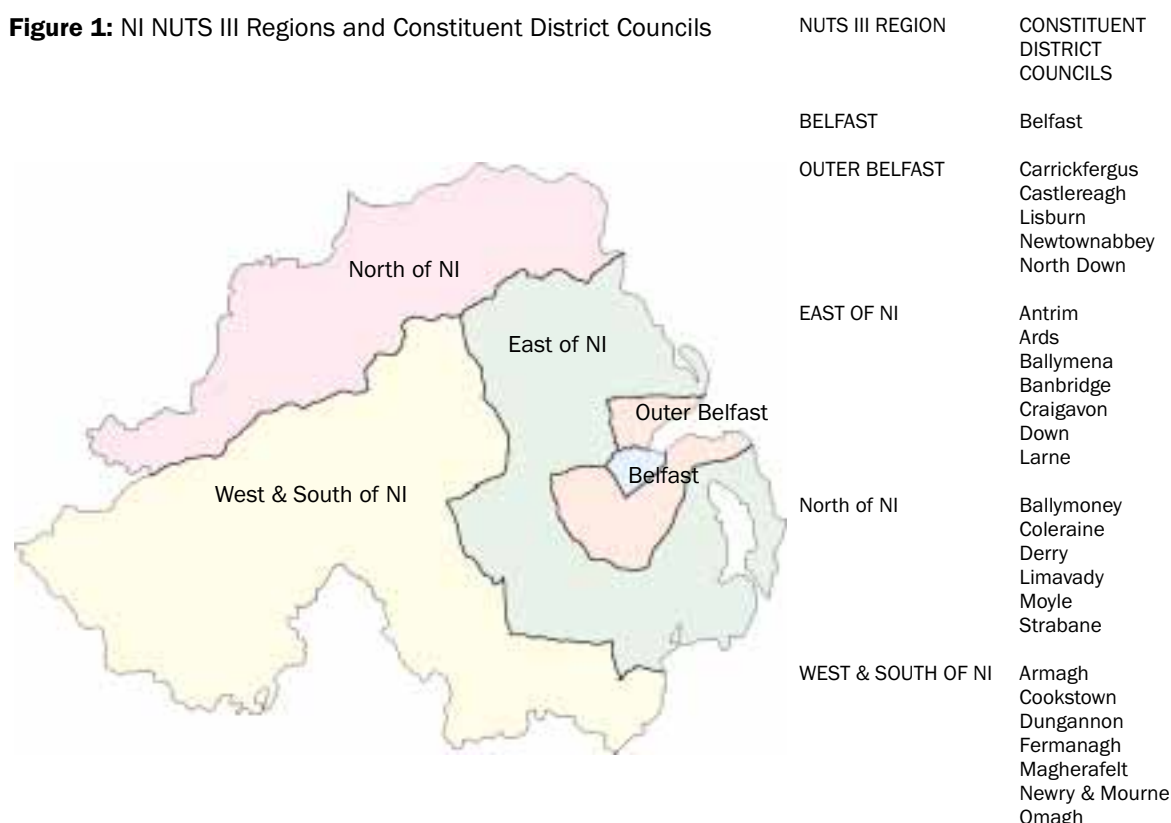 Figure 1: NI NUTS III Regions and Constituent District Councils
North of NI
East of NI
Outer Belfast
Belfast
West & South of NI
NUTS III REGION CONSTITUENT
DISTRICT
COUNCILS
BELFAST Belfast
OUTER BELFAST Carrickfergus
Castlereagh
Lisburn
Newtownabbey
North Down
EAST OF NI Antrim
Ards
Ballymena
Banbridge
Craigavon
Down
Larne
North of NI Ballymoney
Coleraine
Derry
Limavady
Moyle
Strabane
WEST & SOUTH OF NI Armagh
Cookstown
Dungannon
Fermanagh
Magherafelt
Newry & Mourne
Omagh